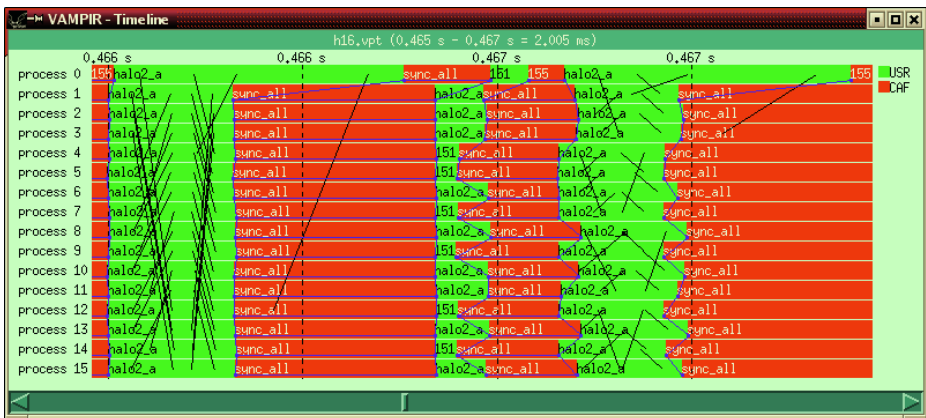 VAMPIR - Timeline
h16.vpt (0.465 s - 0.467 s = 2.005 ms)
0.466 s 0.466 s 0.467 s 0.467 s
process 0 155 halo2_a sync_all 151 155 halo2_a 155 USR
process 1 halo2_a sync_all halo2_a sync_all halo2_a sync_all CAF
process 2 halo2_a sync_all halo2_a sync_all halo2_a sync_all
process 3 halo2_a sync_all halo2_a sync_all halo2_a sync_all
process 4 halo2_a sync_all 151 sync_all halo2_a sync_all
process 5 halo2_a sync_all 151 sync_all halo2_a sync_all
process 6 halo2_a sync_all halo2_a sync_all halo2_a sync_all
process 7 halo2_a sync_all 151 sync_all halo2_a sync_all
process 8 halo2_a sync_all halo2_a sync_all halo2_a sync_all
process 9 halo2_a sync_all 151 sync_all halo2_a sync_all
process 10 halo2_a sync_all halo2_a sync_all halo2_a sync_all
process 11 halo2_a sync_all halo2_a sync_all halo2_a sync_all
process 12 halo2_a sync_all 151 sync_all halo2_a sync_all
process 13 halo2_a sync_all halo2_a sync_all halo2_a sync_all
process 14 halo2_a sync_all 151 sync_all halo2_a sync_all
process 15 halo2_a sync_all halo2_a sync_all halo2_a sync_all